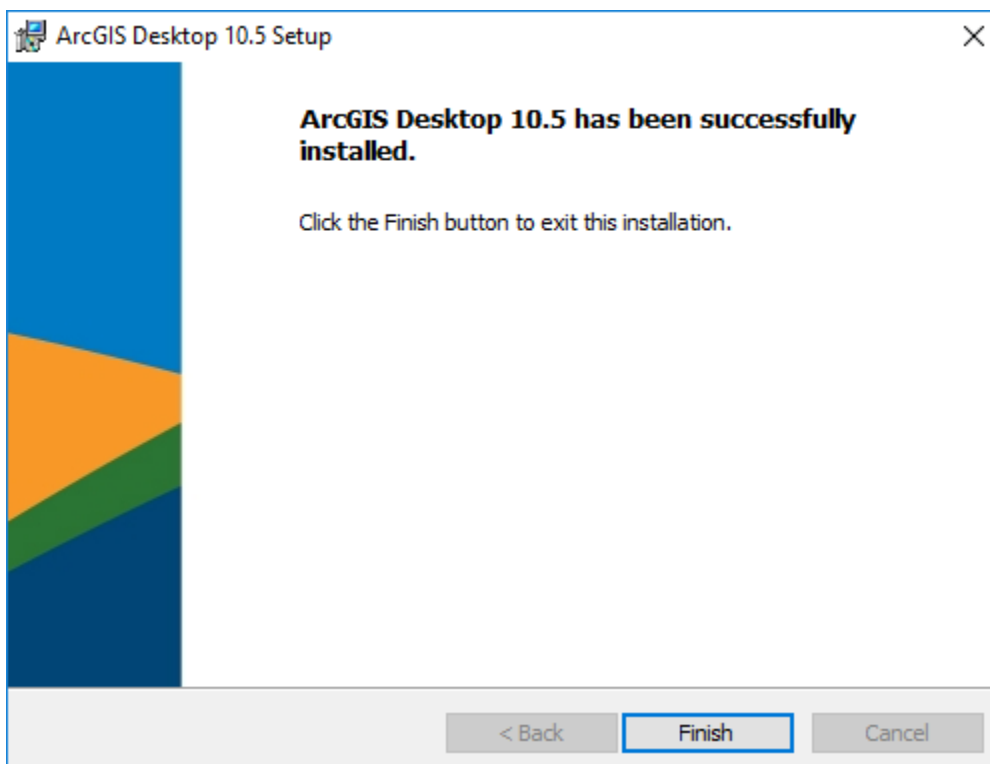 ArcGIS Desktop 10.5 Setup
ArcGIS Desktop 10.5 has been successfully
installed.
Click the Finish button to exit this installation.
< Back
Finish
Cancel